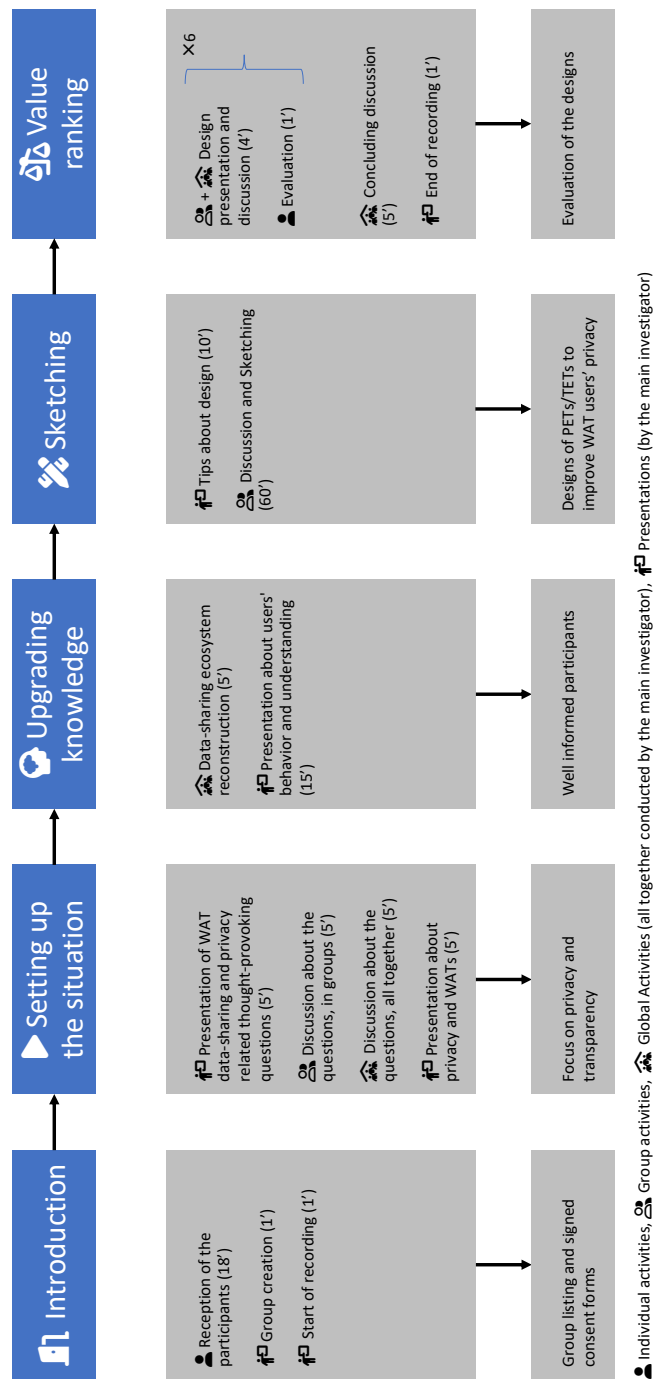 Introduction
Reception of the
participants (18’)
Group creation (1’)
Start of recording (1’)
Group listing and signed
consent forms
Setting up
the situation
Presentation of WAT
data-sharing and privacy
related thought-provoking
questions (5’)
Discussion about the
questions, in groups (5’)
Discussion about the
questions, all together (5’)
Presentation about
privacy and WATs (5’)
Focus on privacy and
transparency
Upgrading
knowledge
Data-sharing ecosystem
reconstruction (5’)
Presentation about users'
behavior and understanding
(15’)
Well informed participants
Sketching
Tips about design (10’)
Discussion and Sketching
(60’)
Designs of PETs/TETs to
improve WAT users’ privacy
Value
ranking
+ Design
presentation and
discussion (4’)
Evaluation (1’)
×6
Concluding discussion
(5’)
End of recording (1’)
Evaluation of the designs
Individual activities, Group activities, Global Activities (all together conducted by the main investigator), Presentations (by the main investigator)